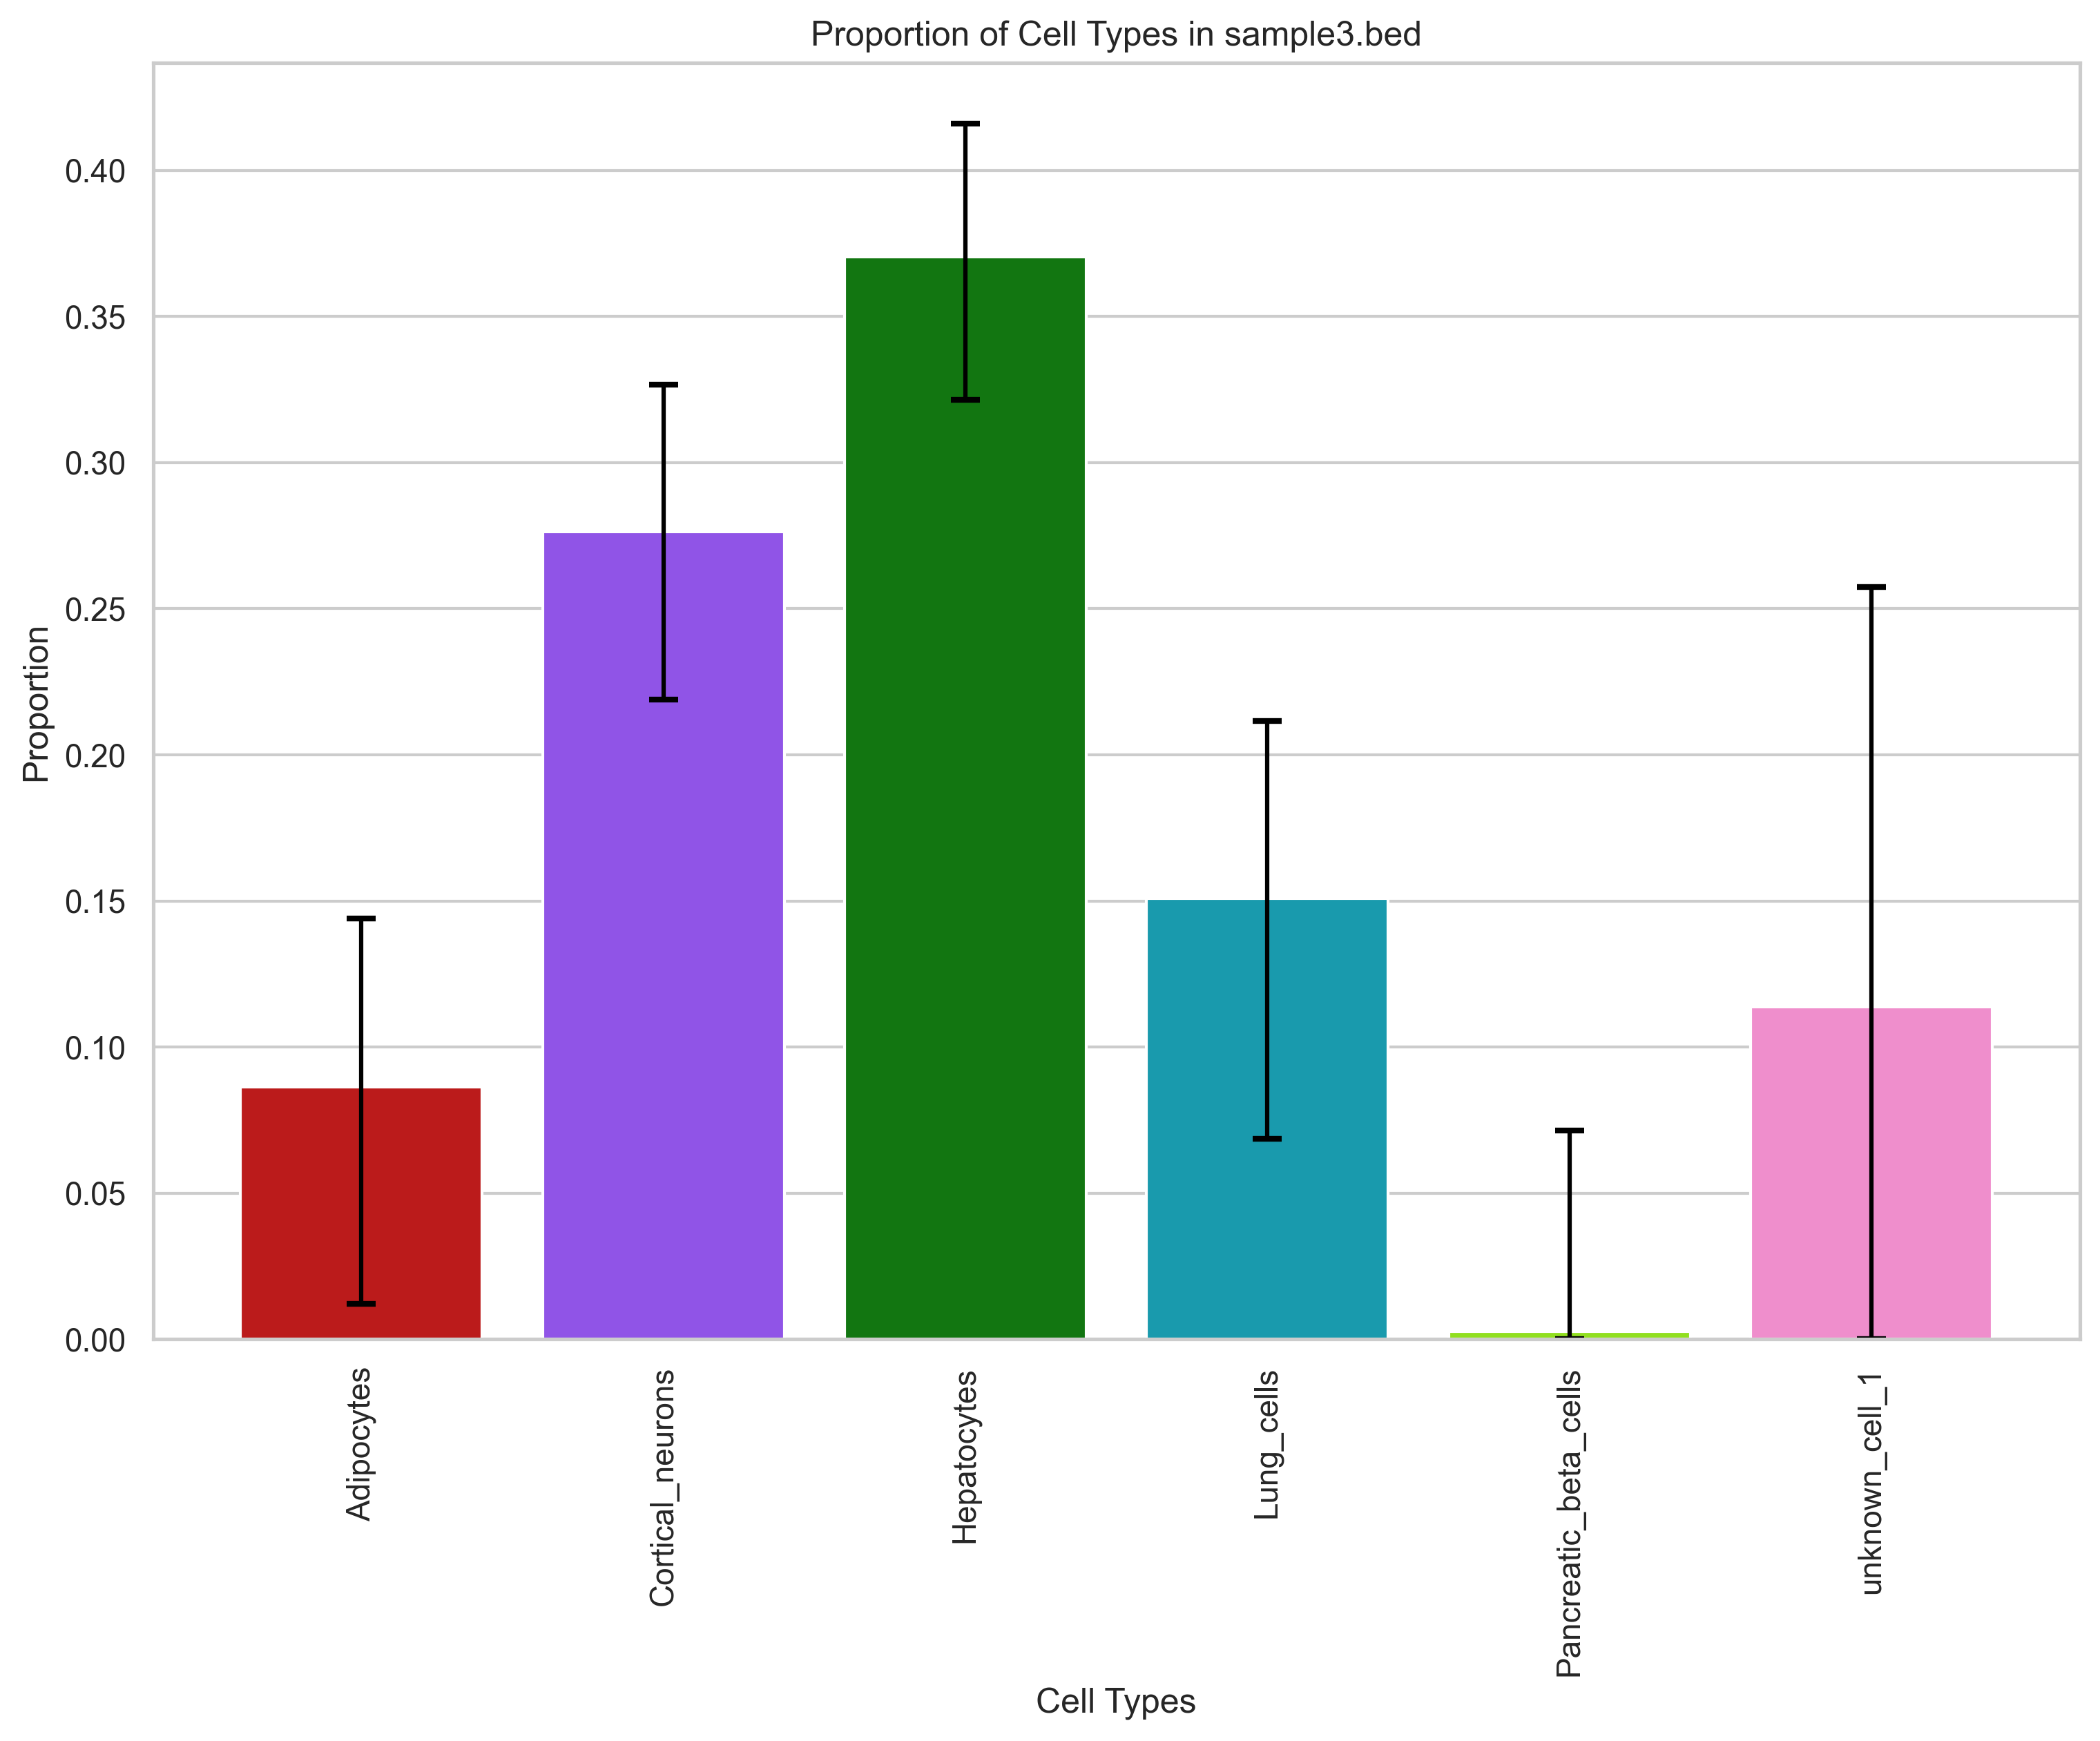 Proportion of Cell Types in sample3.bed
Proportion
0.40
0.35
0.30
0.25
0.20
0.15
0.10
0.05
0.00
Adipocytes
Cortical_neurons
Hepatocytes
Lung_cells
Pancreatic_beta_cells
unknown_cell_1
Cell Types